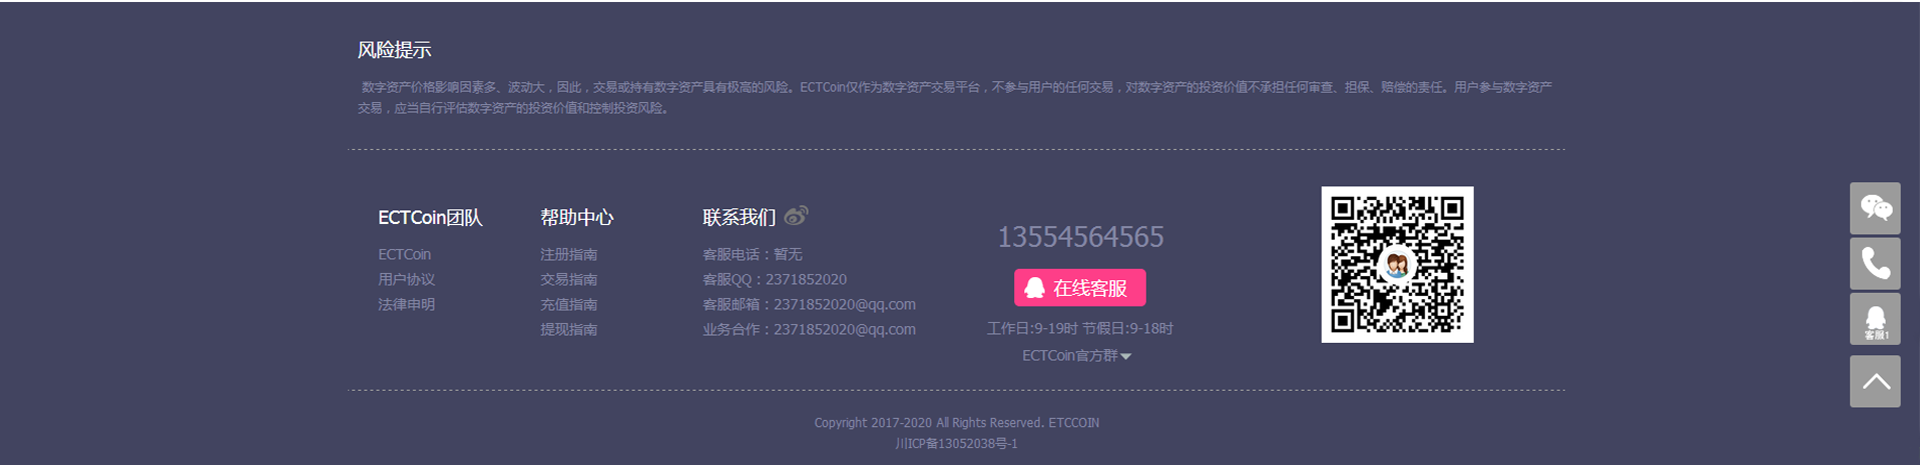 风险提示
数字资产价格影响因素多、波动大，因此，交易或持有数字资产具有极高的风险。ECTCoin仅作为数字资产交易平台，不参与用户的任何交易，对数字资产的投资价值不承担任何审查、担保、赔偿的责任。用户参与数字资产
交易，应当自行评估数字资产的投资价值和控制投资风险。
ECTCoin团队
ECTCoin
用户协议
法律申明
帮助中心
注册指南
交易指南
充值指南
提现指南
联系我们
客服电话：暂无
客服QQ：2371852020
客服邮箱：2371852020@qq.com
业务合作：2371852020@qq.com
13554564565
在线客服
工作日:9-19时 节假日:9-18时
ECTCoin官方群
客服1
Copyright 2017-2020 All Rights Reserved. ETCCOIN
川ICP备13052038号-1